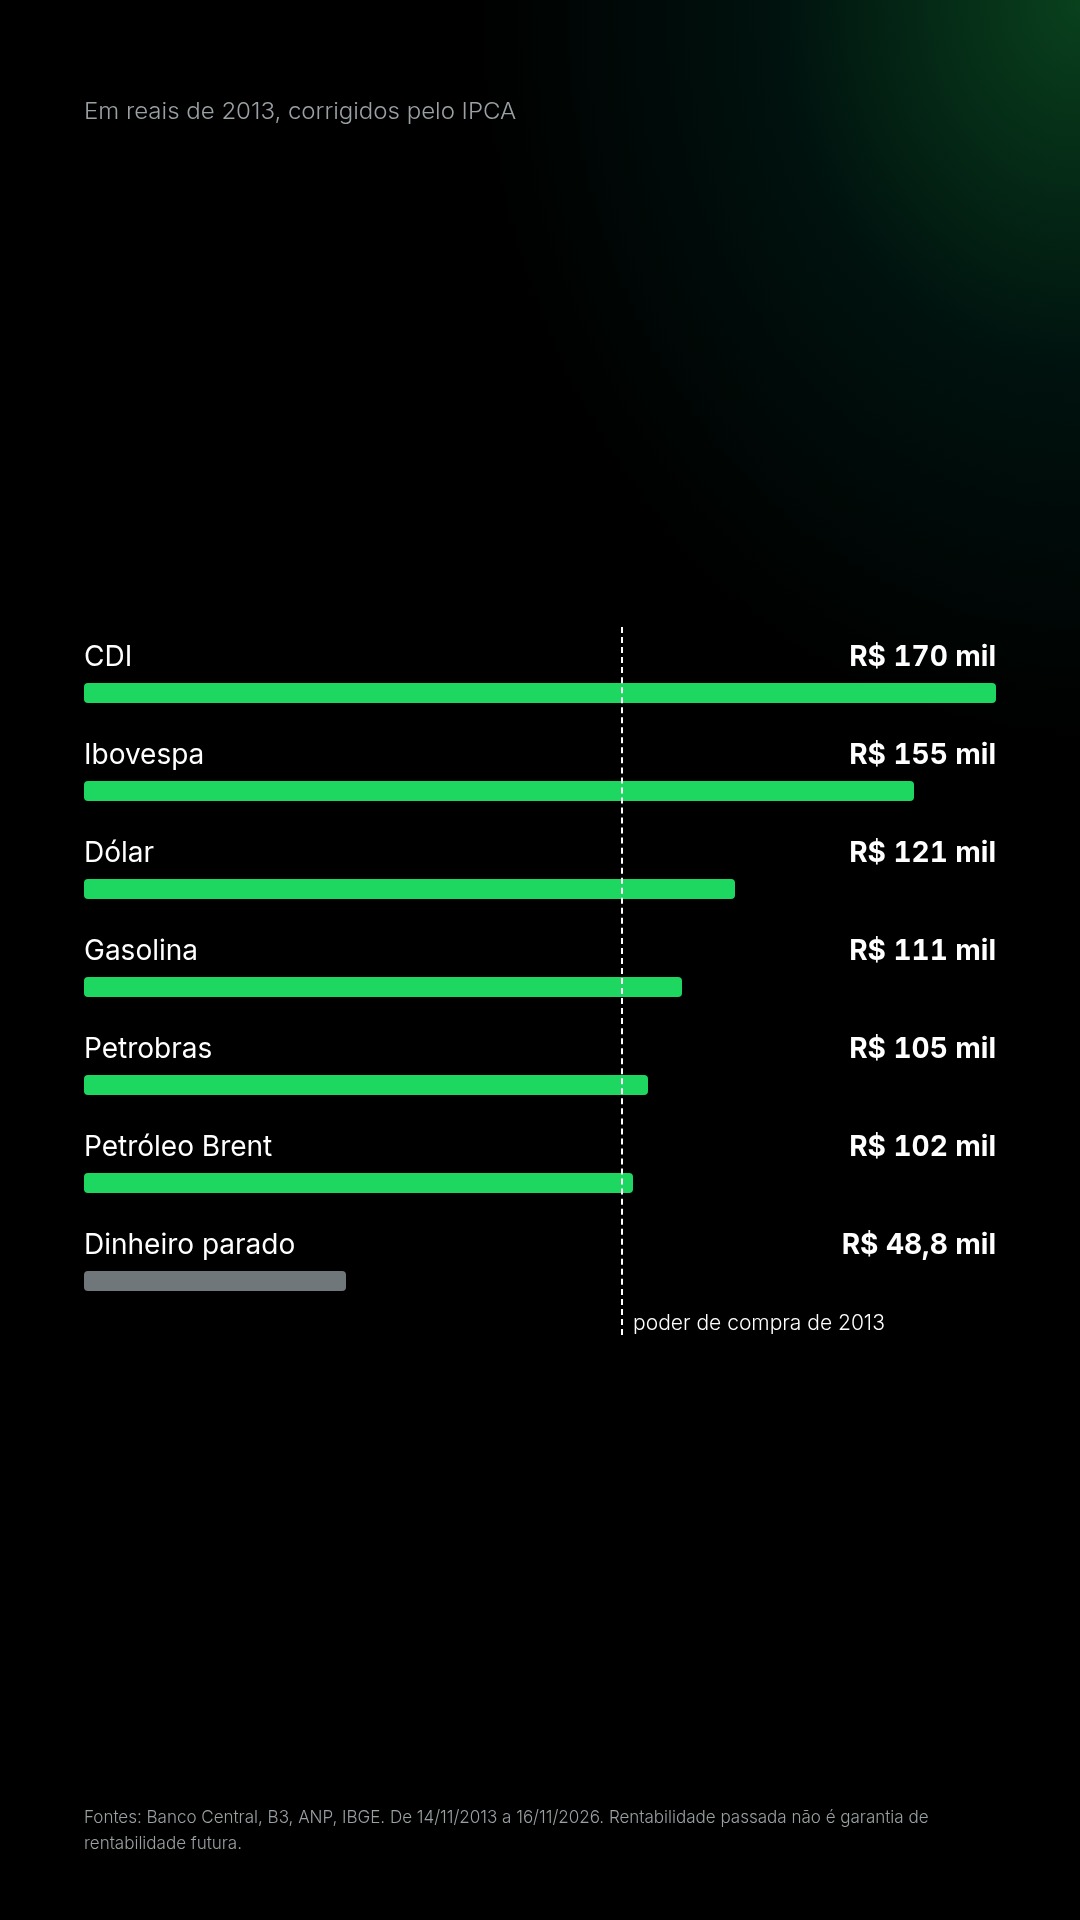 Em reais de 2013, corrigidos pelo IPCA
CDI R$ 170 mil
Ibovespa R$ 155 mil
Dólar R$ 121 mil
Gasolina R$ 111 mil
Petrobras R$ 105 mil
Petróleo Brent R$ 102 mil
Dinheiro parado R$ 48,8 mil
poder de compra de 2013
Fontes: Banco Central, B3, ANP, IBGE. De 14/11/2013 a 16/11/2026. Rentabilidade passada não é garantia de
rentabilidade futura.